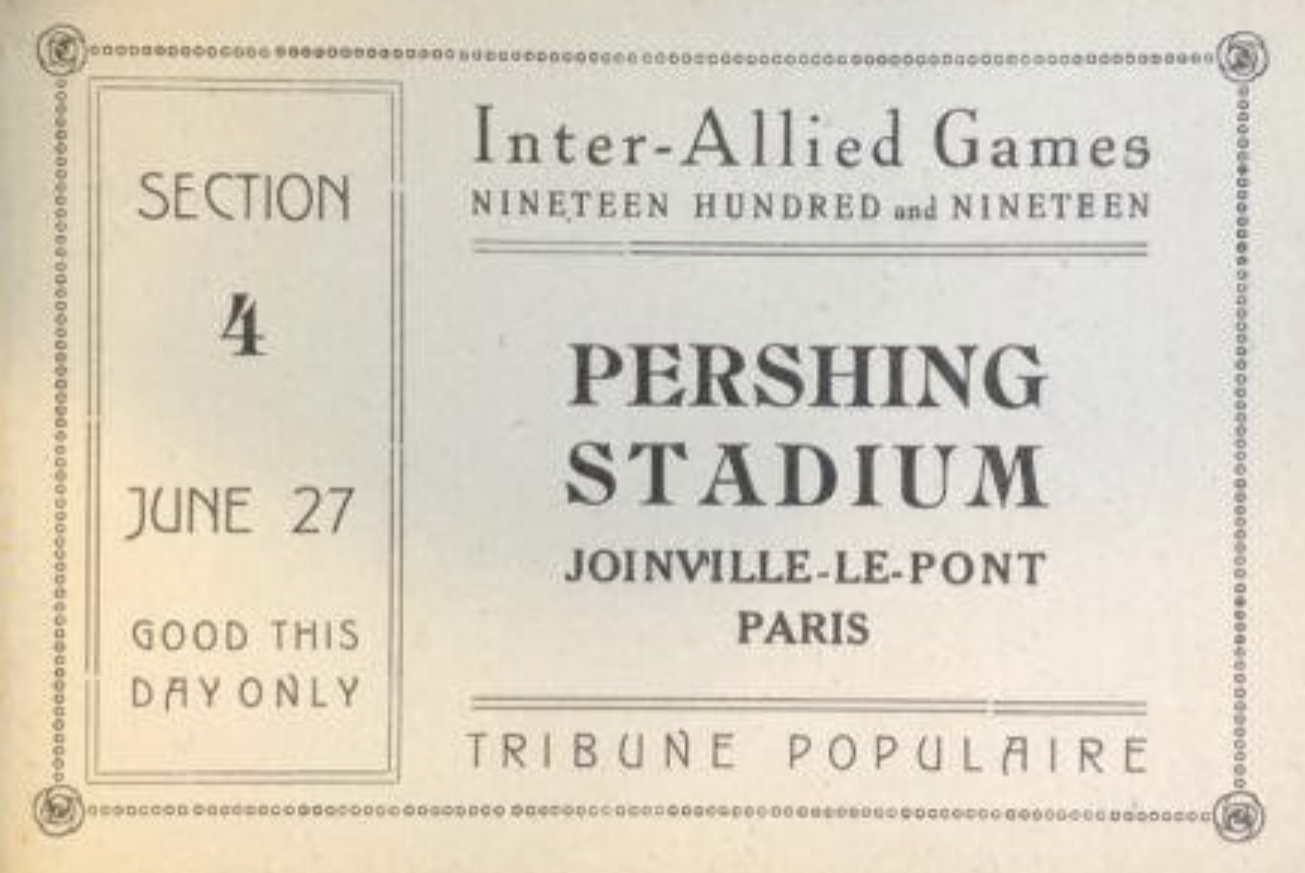 SECTION
4
JUNE 27
GOOD THIS
DAY ONLY
Inter-Allied Games
NINETEEN HUNDRED and NINETEEN
PERSHING
STADIUM
JOINVILLE-LE-PONT
PARIS
TRIBUNE POPULAIRE